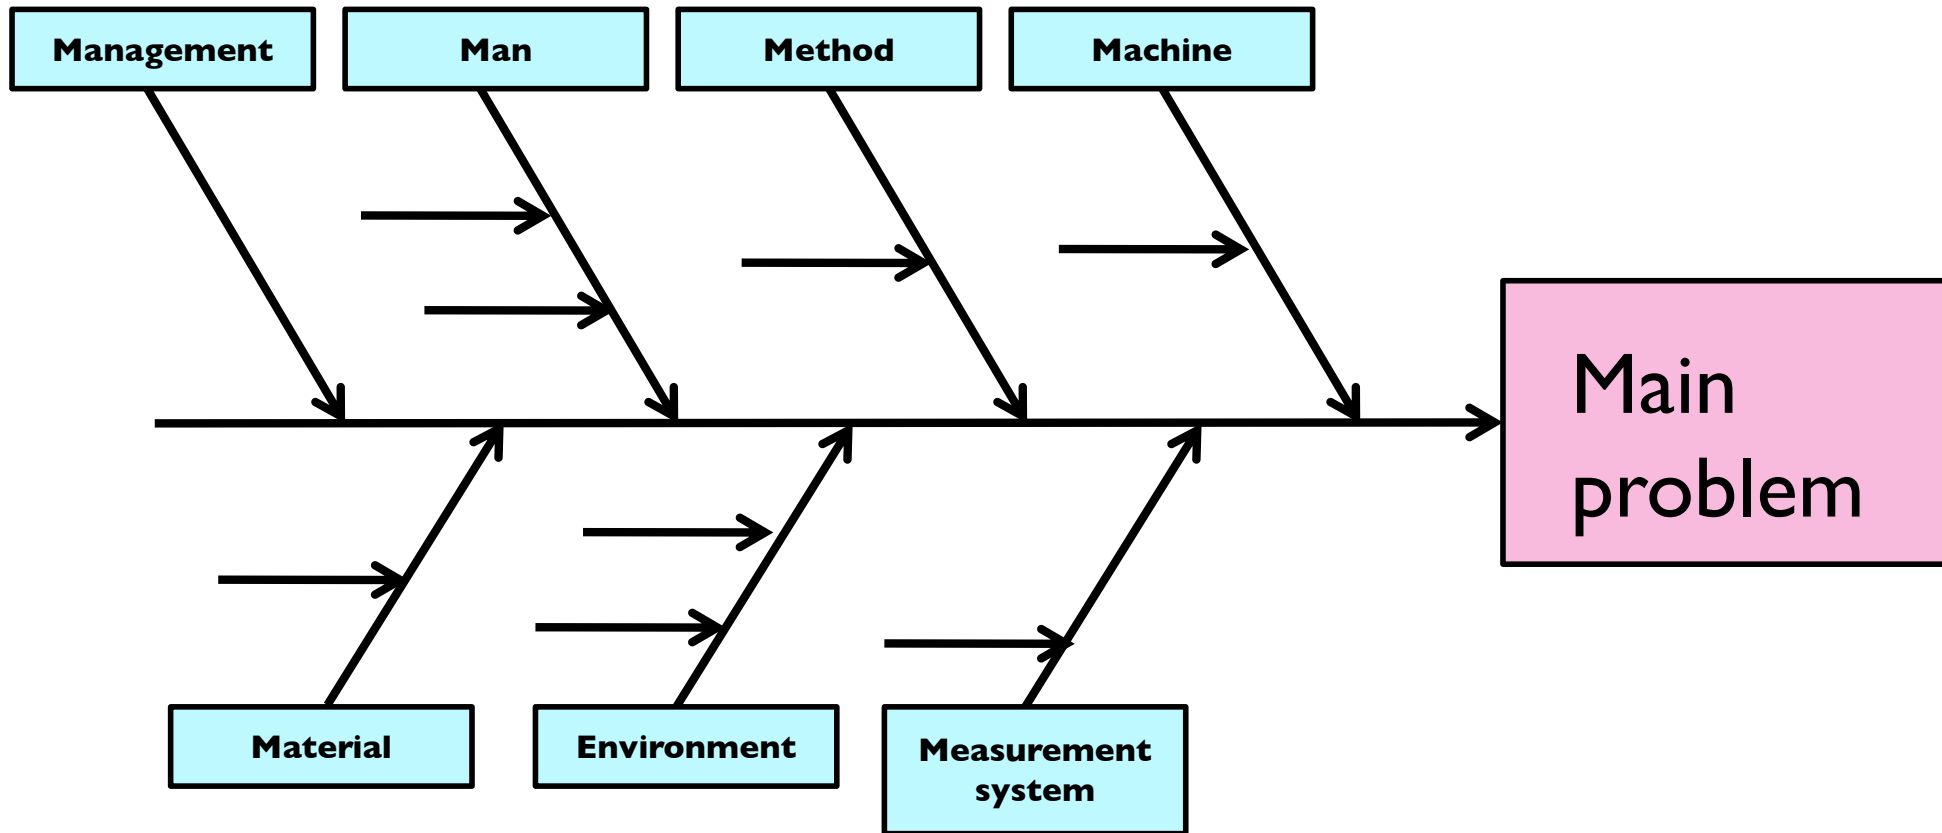 Management
Man
Method
Machine
Main
problem
Material
Environment
Measurement
system